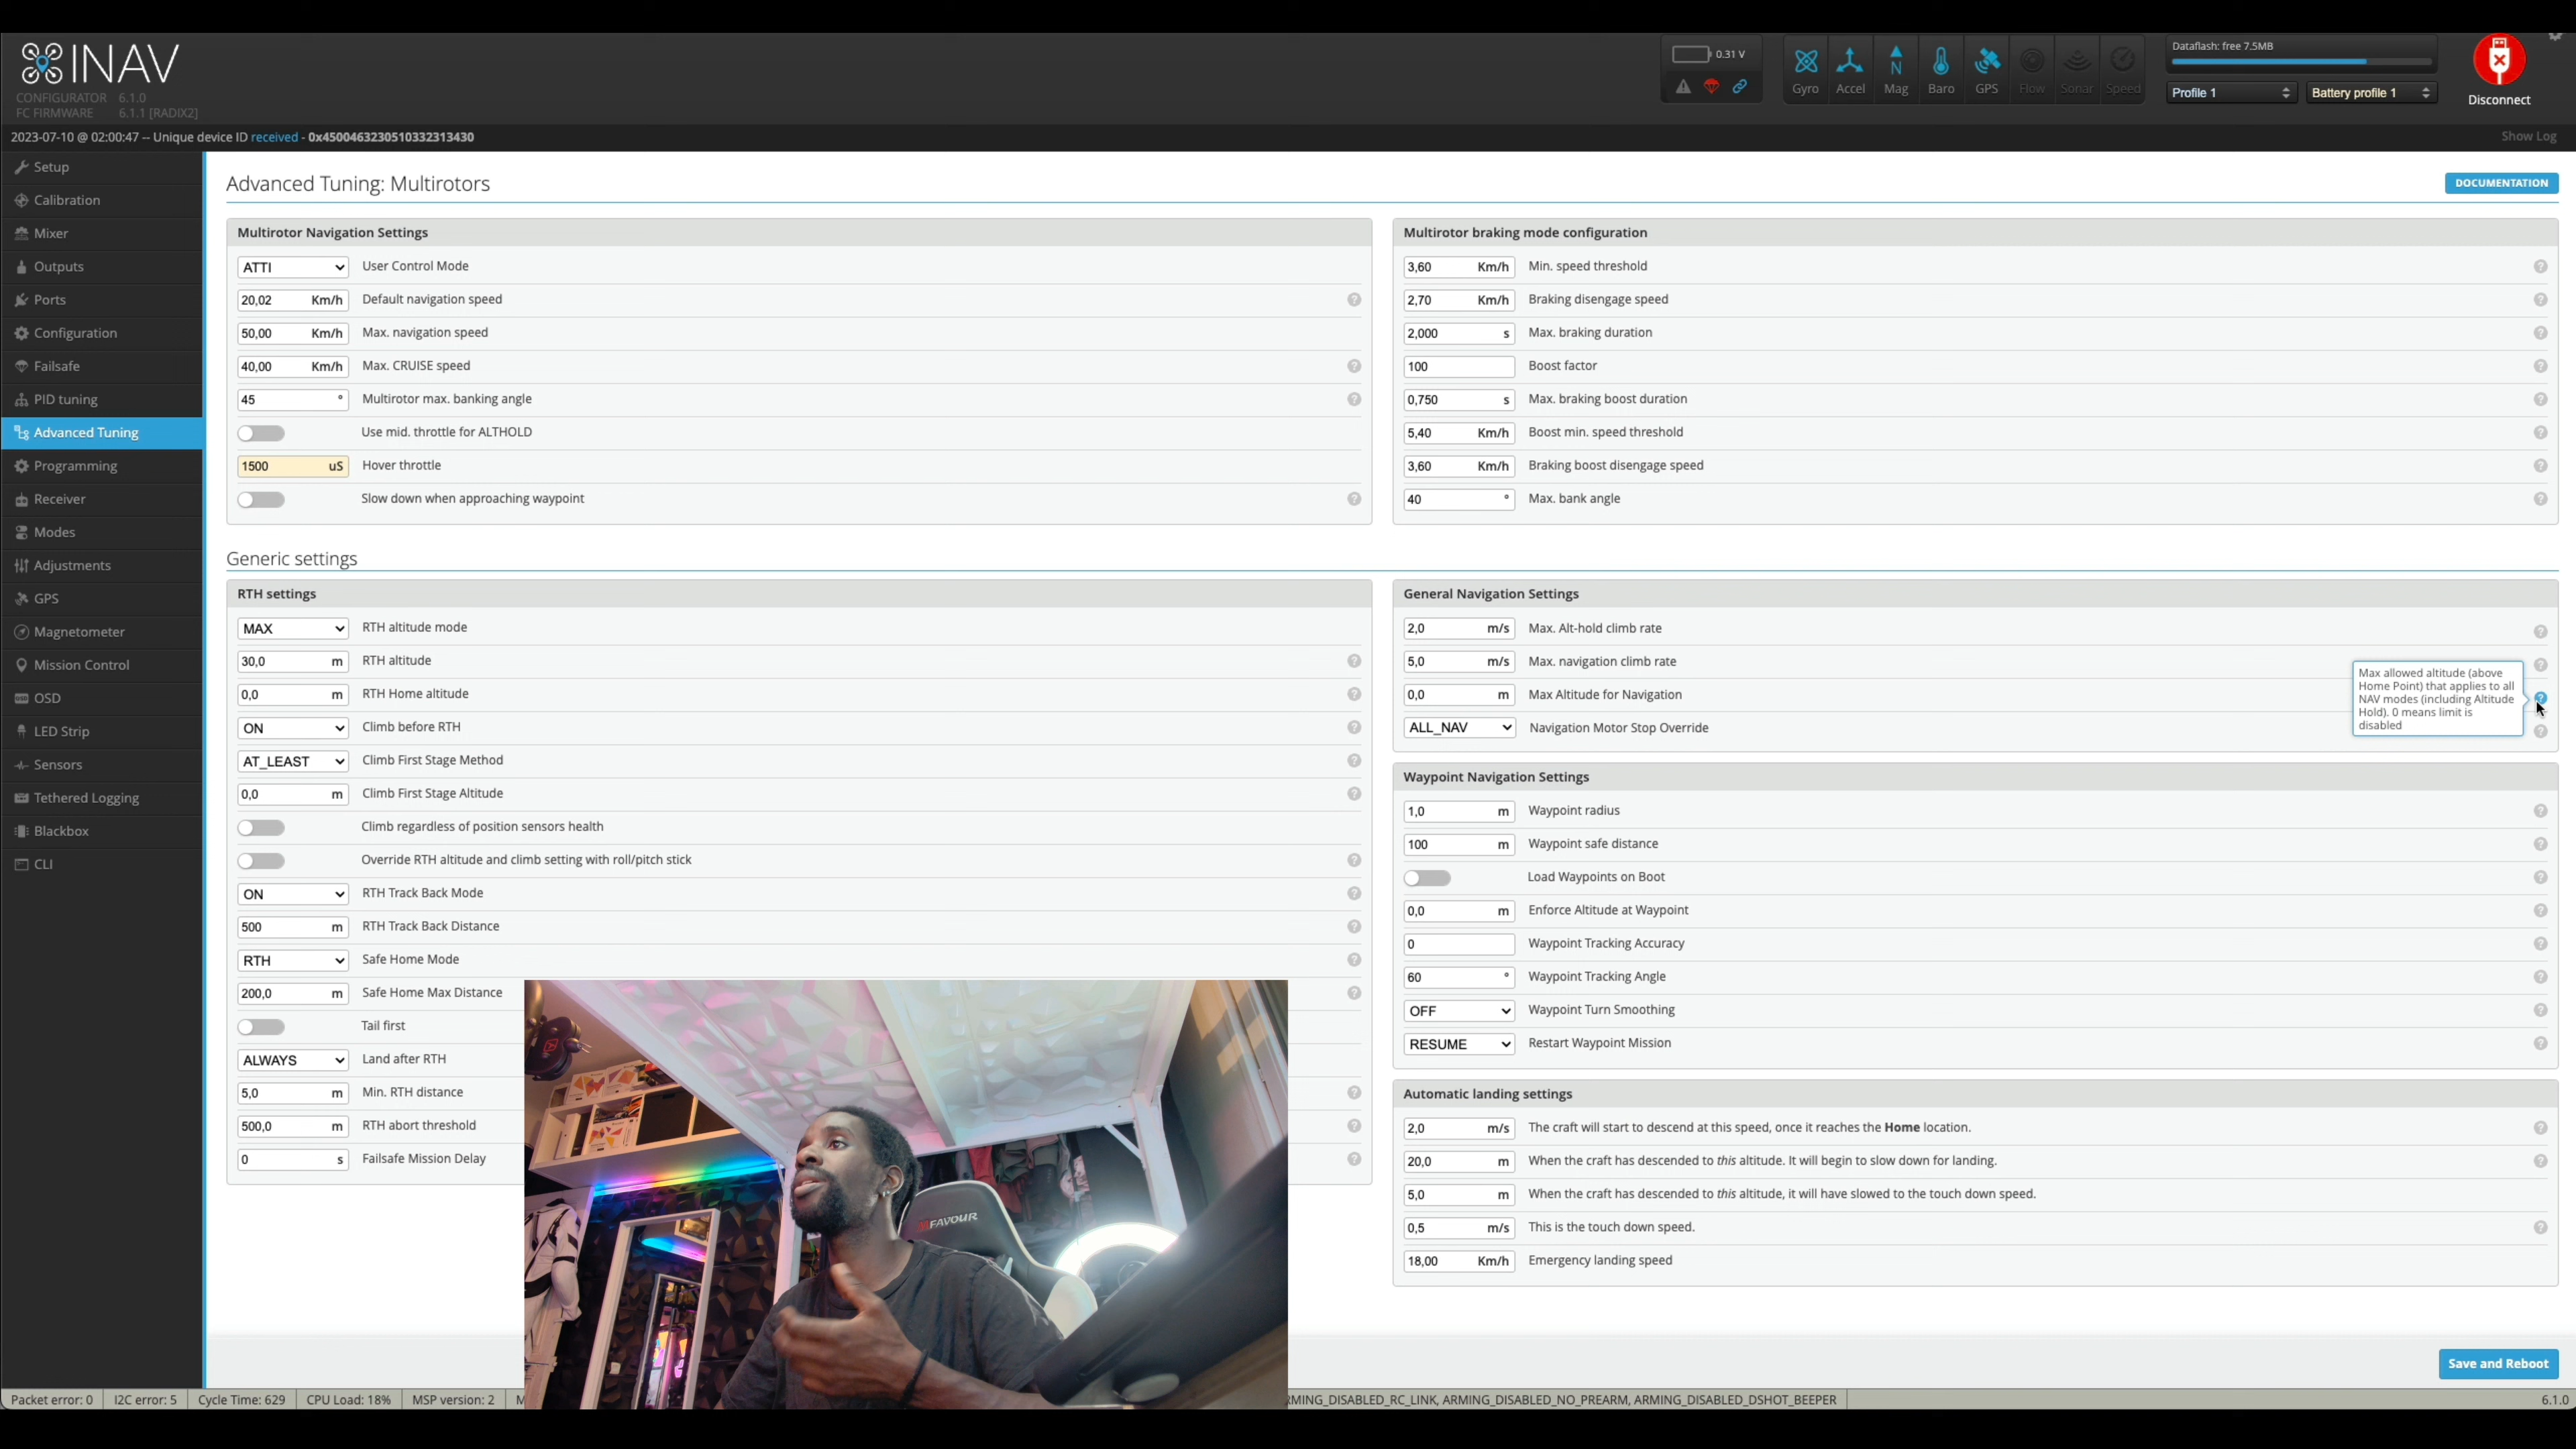 INAV
CONFIGURATOR 6.1.0
FC FIRMWARE 6.1.1 [RADIX2]
0.31 V
Gyro Accel Mag Baro GPS Flow Sonar Speed
Dataflash: free 7.5MB
Profile 1
Battery profile 1
Disconnect
2023-07-10 @ 02:00:47 -- Unique device ID received - 0x4500463230510332313430
Show Log
Setup
Calibration
Mixer
Outputs
Ports
Configuration
Failsafe
PID tuning
Advanced Tuning
Programming
Receiver
Modes
Adjustments
GPS
Magnetometer
Mission Control
OSD
LED Strip
Sensors
Tethered Logging
Blackbox
CLI
Advanced Tuning: Multirotors
DOCUMENTATION
Multirotor Navigation Settings
ATTI User Control Mode
20,02 Km/h Default navigation speed
50,00 Km/h Max. navigation speed
40,00 Km/h Max. CRUISE speed
45 ° Multirotor max. banking angle
Use mid. throttle for ALTHOLD
1500 uS Hover throttle
Slow down when approaching waypoint
Multirotor braking mode configuration
3,60 Km/h Min. speed threshold
2,70 Km/h Braking disengage speed
2,000 s Max. braking duration
100 Boost factor
0,750 s Max. braking boost duration
5,40 Km/h Boost min. speed threshold
3,60 Km/h Braking boost disengage speed
40 ° Max. bank angle
Generic settings
RTH settings
MAX RTH altitude mode
30,0 m RTH altitude
0,0 m RTH Home altitude
ON Climb before RTH
AT_LEAST Climb First Stage Method
0,0 m Climb First Stage Altitude
Climb regardless of position sensors health
Override RTH altitude and climb setting with roll/pitch stick
ON RTH Track Back Mode
500 m RTH Track Back Distance
RTH Safe Home Mode
200,0 m Safe Home Max Distance
Tail first
ALWAYS Land after RTH
5,0 m Min. RTH distance
500,0 m RTH abort threshold
0 s Failsafe Mission Delay
General Navigation Settings
2,0 m/s Max. Alt-hold climb rate
5,0 m/s Max. navigation climb rate
0,0 m Max Altitude for Navigation
ALL_NAV Navigation Motor Stop Override
Max allowed altitude (above
Home Point) that applies to all
NAV modes (including Altitude
Hold). 0 means limit is
disabled
Waypoint Navigation Settings
1,0 m Waypoint radius
100 m Waypoint safe distance
Load Waypoints on Boot
0,0 m Enforce Altitude at Waypoint
0 Waypoint Tracking Accuracy
60 ° Waypoint Tracking Angle
OFF Waypoint Turn Smoothing
RESUME Restart Waypoint Mission
Automatic landing settings
2,0 m/s The craft will start to descend at this speed, once it reaches the Home location.
20,0 m When the craft has descended to this altitude. It will begin to slow down for landing.
5,0 m When the craft has descended to this altitude, it will have slowed to the touch down speed.
0,5 m/s This is the touch down speed.
18,00 Km/h Emergency landing speed
FAVOUR
Save and Reboot
Packet error: 0 I2C error: 5 Cycle Time: 629 CPU Load: 18% MSP version: 2 M
RMING_DISABLED_RC_LINK, ARMING_DISABLED_NO_PREARM, ARMING_DISABLED_DSHOT_BEEPER
6.1.0